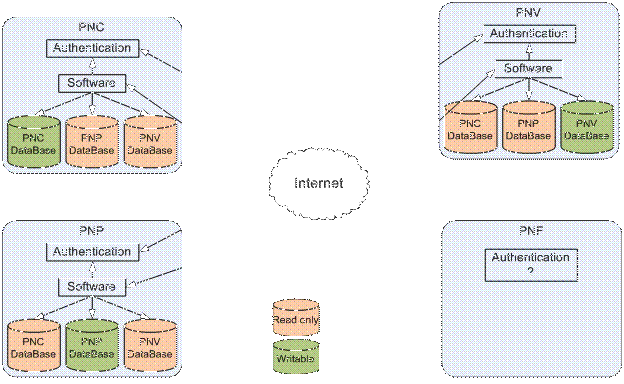 PNC
Authentication
Software
PNC
DataBase
PNP
DataBase
PNV
DataBase
PNV
Authentication
Software
PNC
DataBase
PNP
DataBase
PNV
DataBase
Internet
PNP
Authentication
Software
PNC
DataBase
PNP
DataBase
PNV
DataBase
PNF
Authentication
?
Read only
Writable